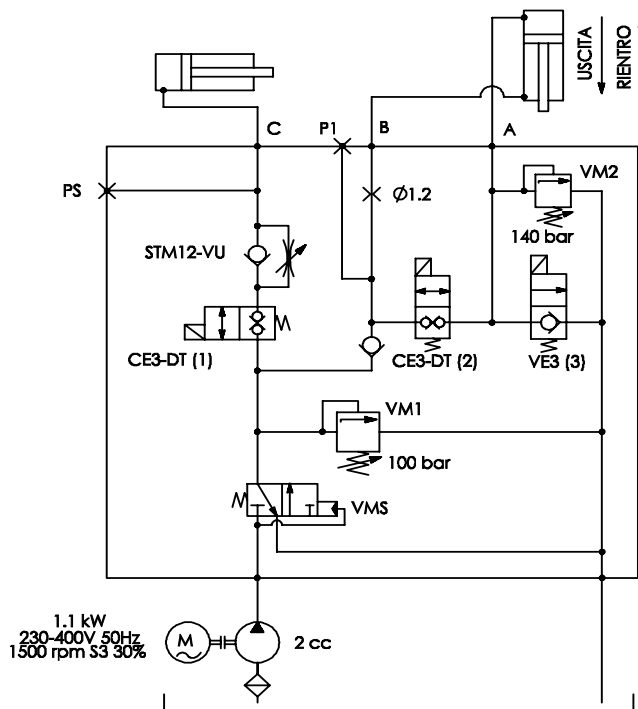 USCITA
RIENTRO
C
P1
B
A
PS
Ø1.2
VM2
140 bar
STM12-VU
CE3-DT (1)
CE3-DT (2)
VE3 (3)
VM1
100 bar
VMS
1.1 kW
230-400V 50Hz
1500 rpm S3 30%
M
2 cc